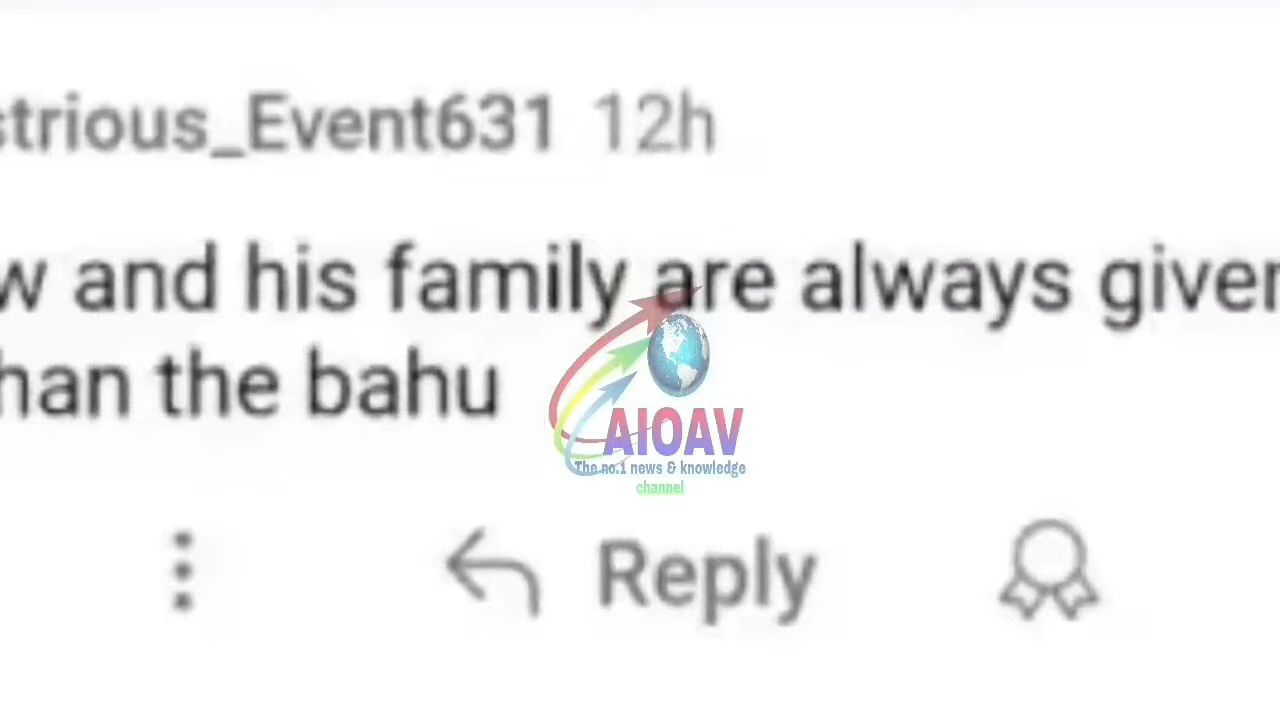 strious_Event631 12h
w and his family are always given
han the bahu
AIOAV
The no.1 news & knowledge
channel
Reply